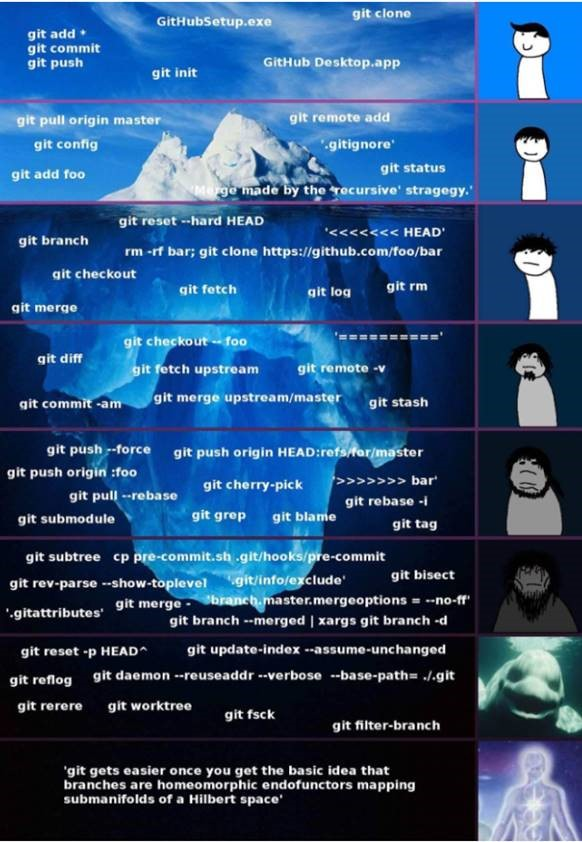 GitHubSetup.exe
git clone
git add *
git commit
git push
git init
GitHub Desktop.app
git pull origin master
git remote add
git config
'.gitignore'
git add foo
git status
'Merge made by the 'recursive' stragegy.'
git reset --hard HEAD
'<<<<<<< HEAD'
git branch
rm -rf bar; git clone https://github.com/foo/bar
git checkout
git fetch
git log
git rm
git merge
git checkout -- foo
'=========='
git diff
git fetch upstream
git remote -v
git commit -am
git merge upstream/master
git stash
git push --force
git push origin HEAD:refs/for/master
git push origin :foo
git cherry-pick
'>>>>>>> bar'
git pull --rebase
git rebase -i
git submodule
git grep
git blame
git tag
git subtree
cp pre-commit.sh .git/hooks/pre-commit
git rev-parse --show-toplevel
'.git/info/exclude'
git bisect
'.gitattributes'
git merge -
'branch.master.mergeoptions = --no-ff'
git branch --merged | xargs git branch -d
git reset -p HEAD^
git update-index --assume-unchanged
git reflog
git daemon --reuseaddr --verbose --base-path= ./.git
git rerere
git worktree
git fsck
git filter-branch
'git gets easier once you get the basic idea that
branches are homeomorphic endofunctors mapping
submanifolds of a Hilbert space'